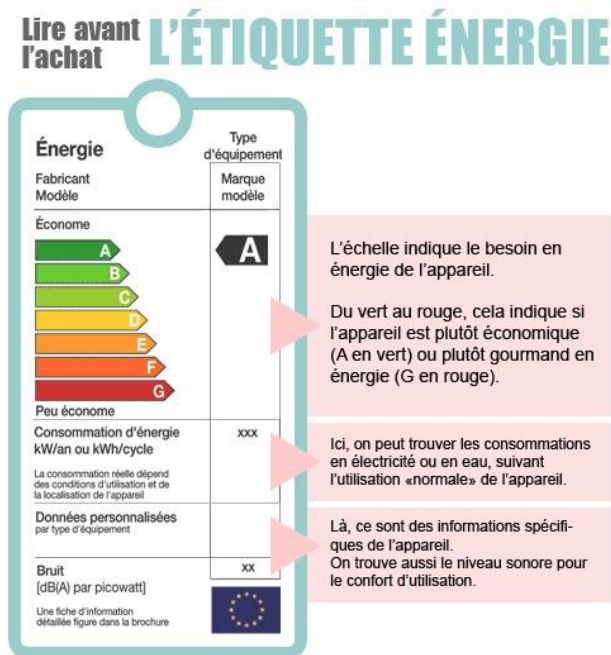 Lire avant
l'achat
L'ÉTIQUETTE ÉNERGIE
Énergie
Type
d'équipement
Fabricant
Modèle
Marque
modèle
Économe
A
B
C
D
E
F
G
A
Peu économe
L'échelle indique le besoin en
énergie de l'appareil.
Du vert au rouge, cela indique si
l'appareil est plutôt économique
(A en vert) ou plutôt gourmand en
énergie (G en rouge).
Consommation d'énergie
kW/an ou kWh/cycle
xxx
La consommation réelle dépend
des conditions d'utilisation et de
la localisation de l'appareil
Ici, on peut trouver les consommations
en électricité ou en eau, suivant
l'utilisation «normale» de l'appareil.
Données personnalisées
par type d'équipement
Là, ce sont des informations spécifi-
ques de l'appareil.
On trouve aussi le niveau sonore pour
le confort d'utilisation.
Bruit
[dB(A) par picowatt]
xx
Une fiche d'information
détaillée figure dans la brochure